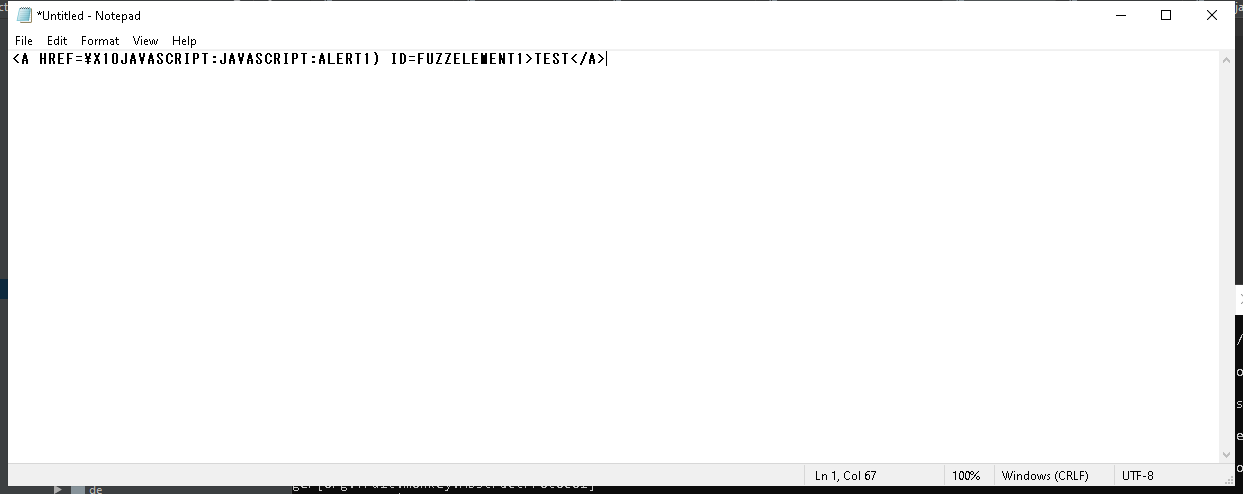 *Untitled - Notepad
File Edit Format View Help
<A HREF=¥X10JAVASCRIPT:JAVASCRIPT:ALERT1) ID=FUZZELEMENT1>TEST</A>
Ln 1, Col 67 100% Windows (CRLF) UTF-8
de